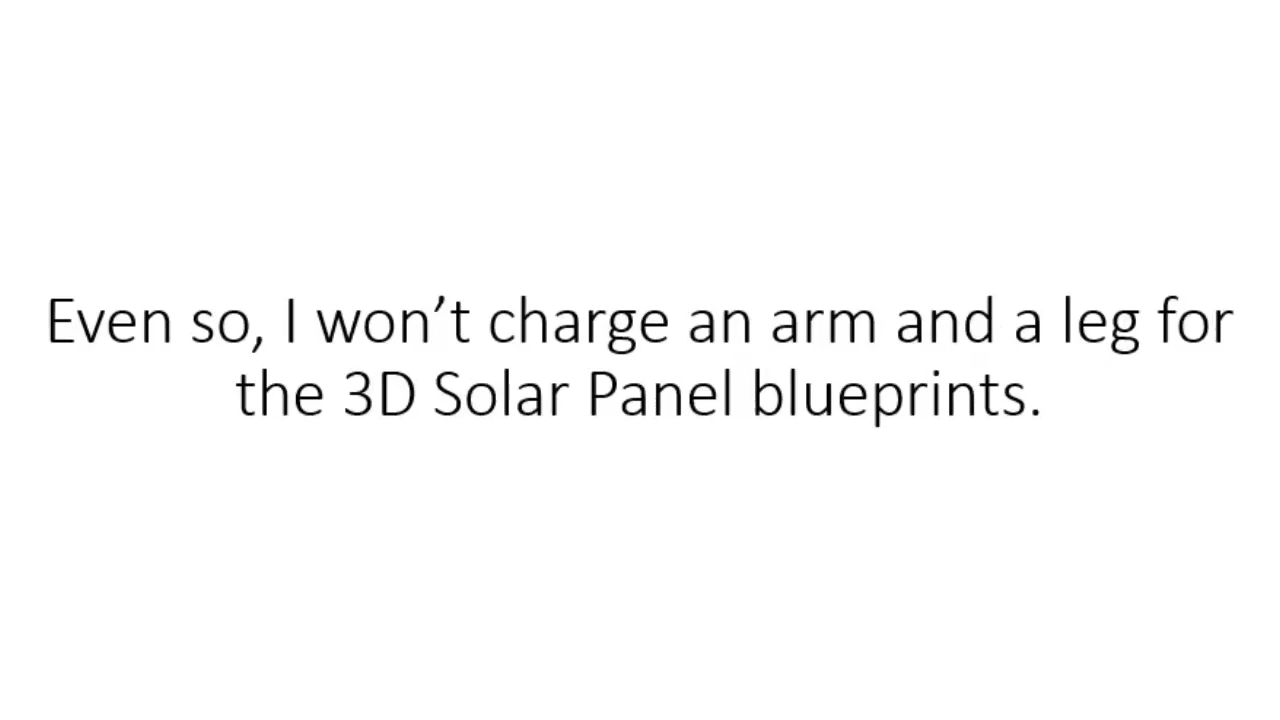 Even so, I won’t charge an arm and a leg for
the 3D Solar Panel blueprints.